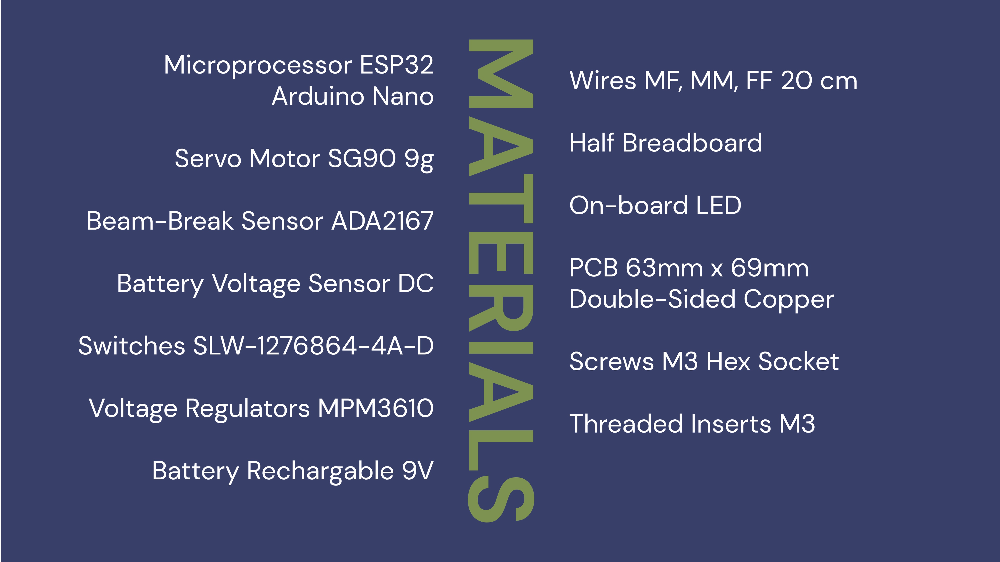 Microprocessor ESP32
Arduino Nano
Servo Motor SG90 9g
Beam-Break Sensor ADA2167
Battery Voltage Sensor DC
Switches SLW-1276864-4A-D
Voltage Regulators MPM3610
Battery Rechargable 9V
MATERIALS
Wires MF, MM, FF 20 cm
Half Breadboard
On-board LED
PCB 63mm x 69mm
Double-Sided Copper
Screws M3 Hex Socket
Threaded Inserts M3